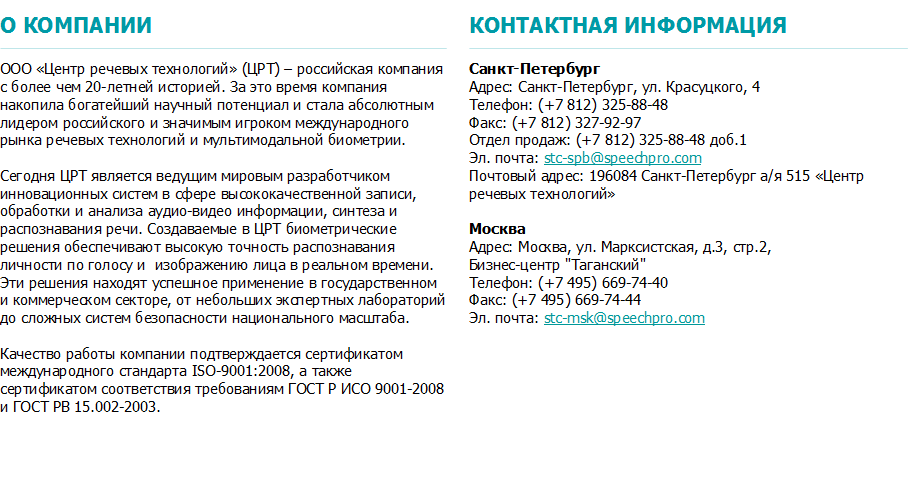 О КОМПАНИИ
ООО «Центр речевых технологий» (ЦРТ) – российская компания
с более чем 20-летней историей. За это время компания
накопила богатейший научный потенциал и стала абсолютным
лидером российского и значимым игроком международного
рынка речевых технологий и мультимодальной биометрии.
Сегодня ЦРТ является ведущим мировым разработчиком
инновационных систем в сфере высококачественной записи,
обработки и анализа аудио-видео информации, синтеза и
распознавания речи. Создаваемые в ЦРТ биометрические
решения обеспечивают высокую точность распознавания
личности по голосу и  изображению лица в реальном времени.
Эти решения находят успешное применение в государственном
и коммерческом секторе, от небольших экспертных лабораторий
до сложных систем безопасности национального масштаба.
Качество работы компании подтверждается сертификатом
международного стандарта ISO-9001:2008, а также
сертификатом соответствия требованиям ГОСТ Р ИСО 9001-2008
и ГОСТ РВ 15.002-2003.
КОНТАКТНАЯ ИНФОРМАЦИЯ
Санкт-Петербург
Адрес: Санкт-Петербург, ул. Красуцкого, 4
Телефон: (+7 812) 325-88-48
Факс: (+7 812) 327-92-97
Отдел продаж: (+7 812) 325-88-48 доб.1
Эл. почта: stc-spb@speechpro.com
Почтовый адрес: 196084 Санкт-Петербург а/я 515 «Центр
речевых технологий»
Москва
Адрес: Москва, ул. Марксистская, д.3, стр.2,
Бизнес-центр "Таганский"
Телефон: (+7 495) 669-74-40
Факс: (+7 495) 669-74-44
Эл. почта: stc-msk@speechpro.com